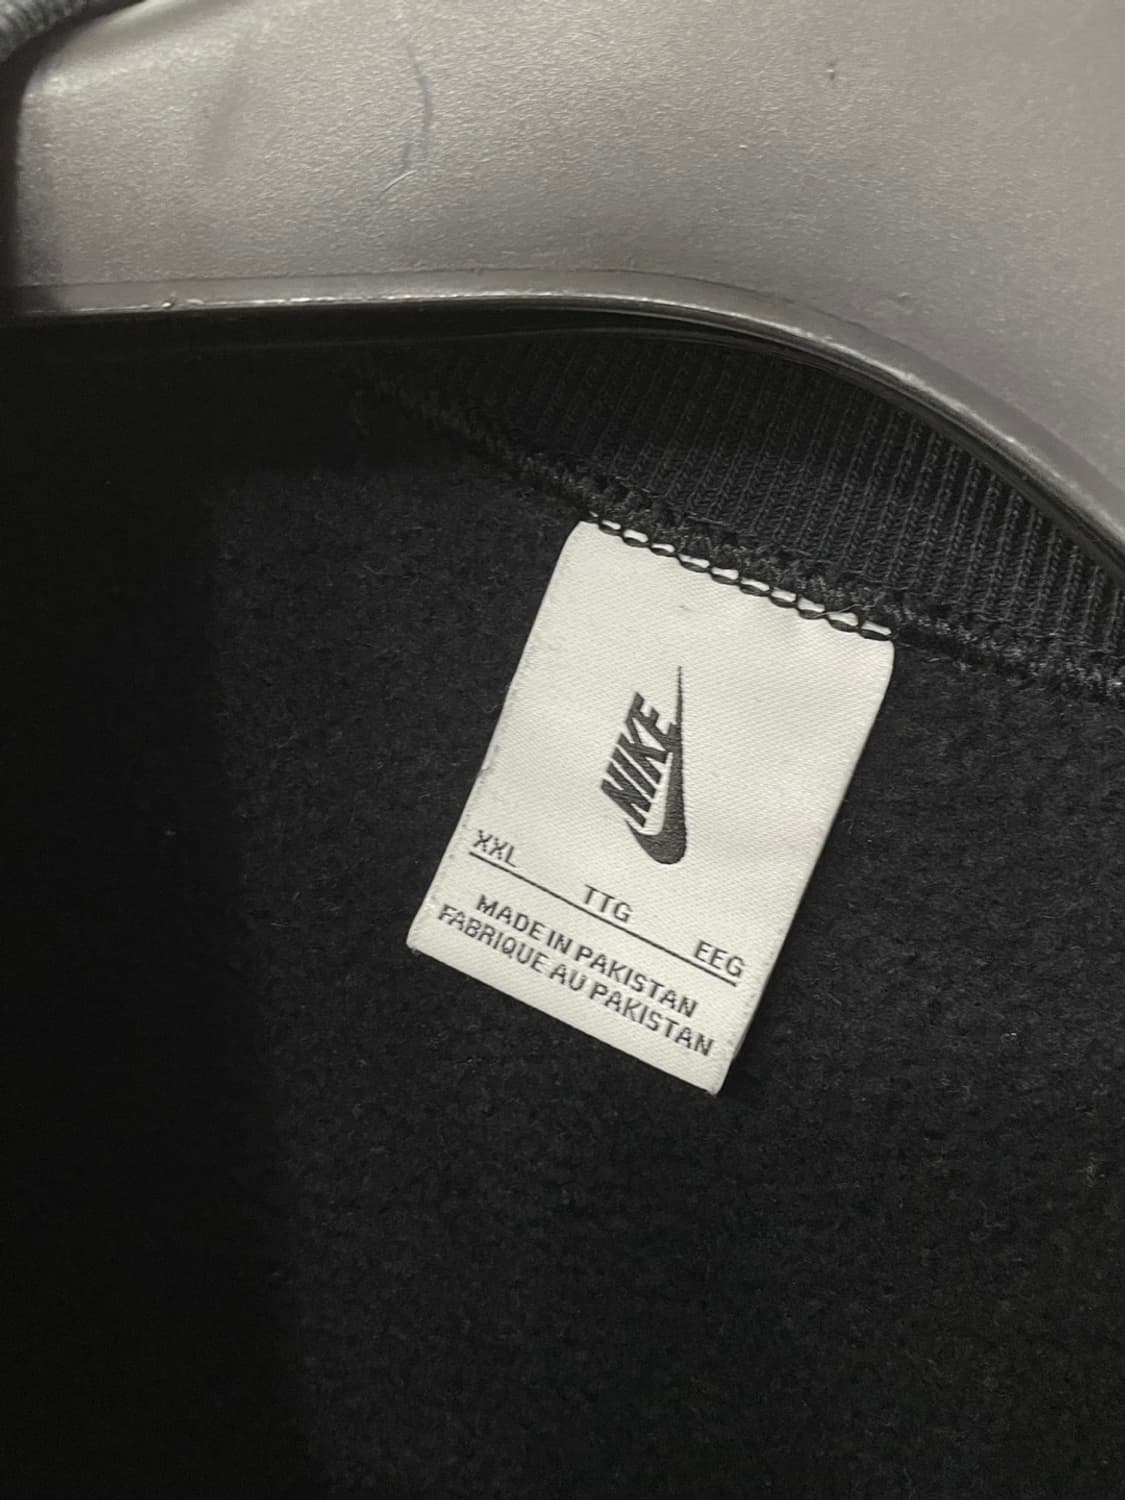 NIKE
XXL TTG EEG
MADE IN PAKISTAN
FABRIQUE AU PAKISTAN